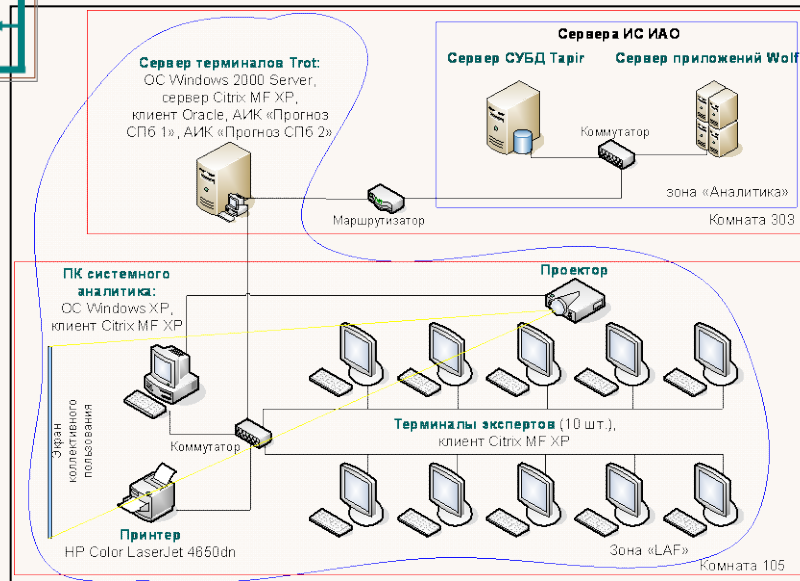 Сервера ИС ИАО
Сервер СУБД Tapir
Сервер приложений Wolf
Коммутатор
зона «Аналитика»
Комната 303
Сервер терминалов Trot:
ОС Windows 2000 Server,
сервер Citrix MF XP,
клиент Oracle, АИК «Прогноз
СПб 1», АИК «Прогноз СПб 2»
Маршрутизатор
ПК системного
аналитика:
ОС Windows XP,
клиент Citrix MF XP
Проектор
Экран
коллективного
пользования
Коммутатор
Терминалы экспертов (10 шт.),
клиент Citrix MF XP
Принтер
HP Color LaserJet 4650dn
Зона «LAF»
Комната 105